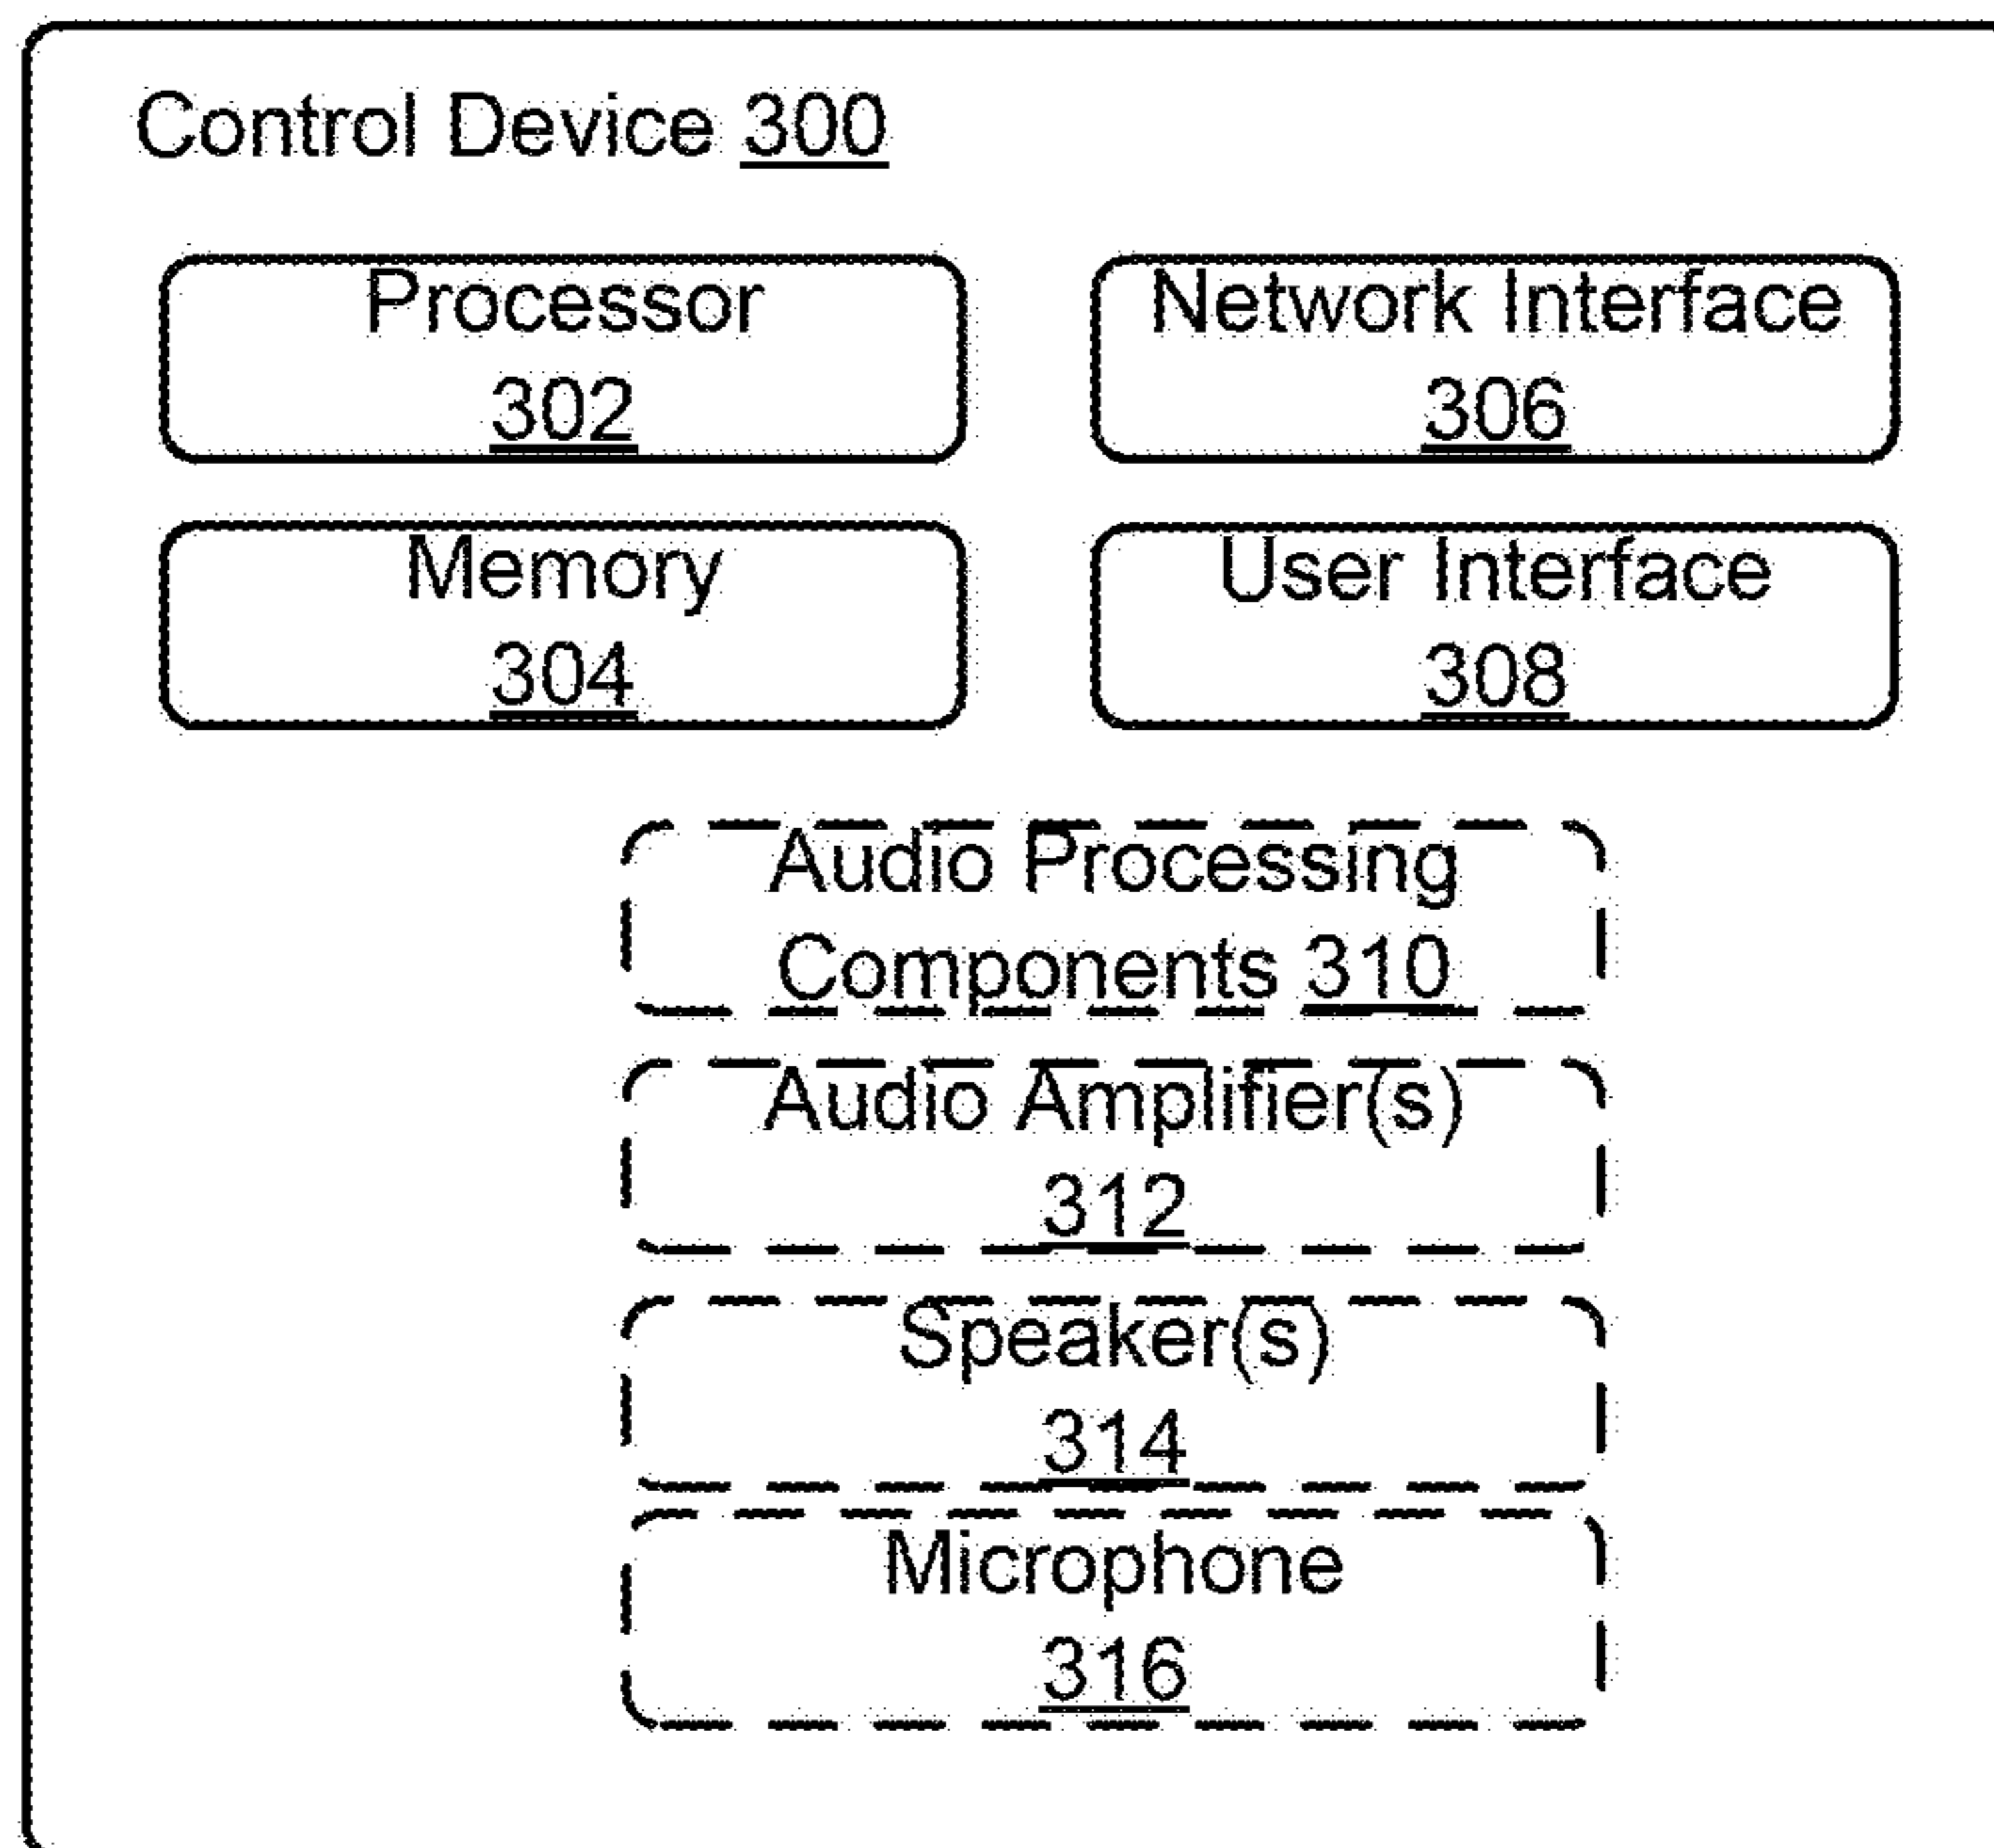 Control Device 300
Processor
302
Network Interface
306
Memory
304
User Interface
308
Audio Processing
Components 310
Audio Amplifier(s)
312
Speaker(s)
314
Microphone
316